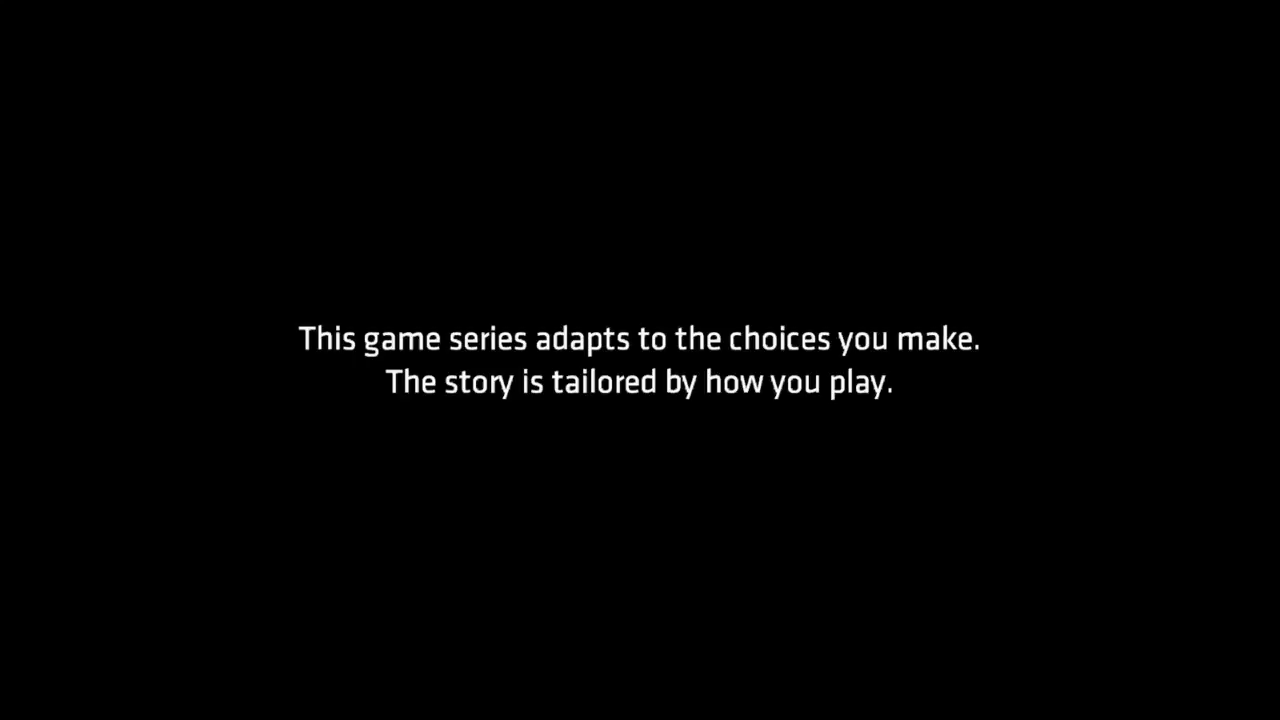 This game series adapts to the choices you make.
The story is tailored by how you play.